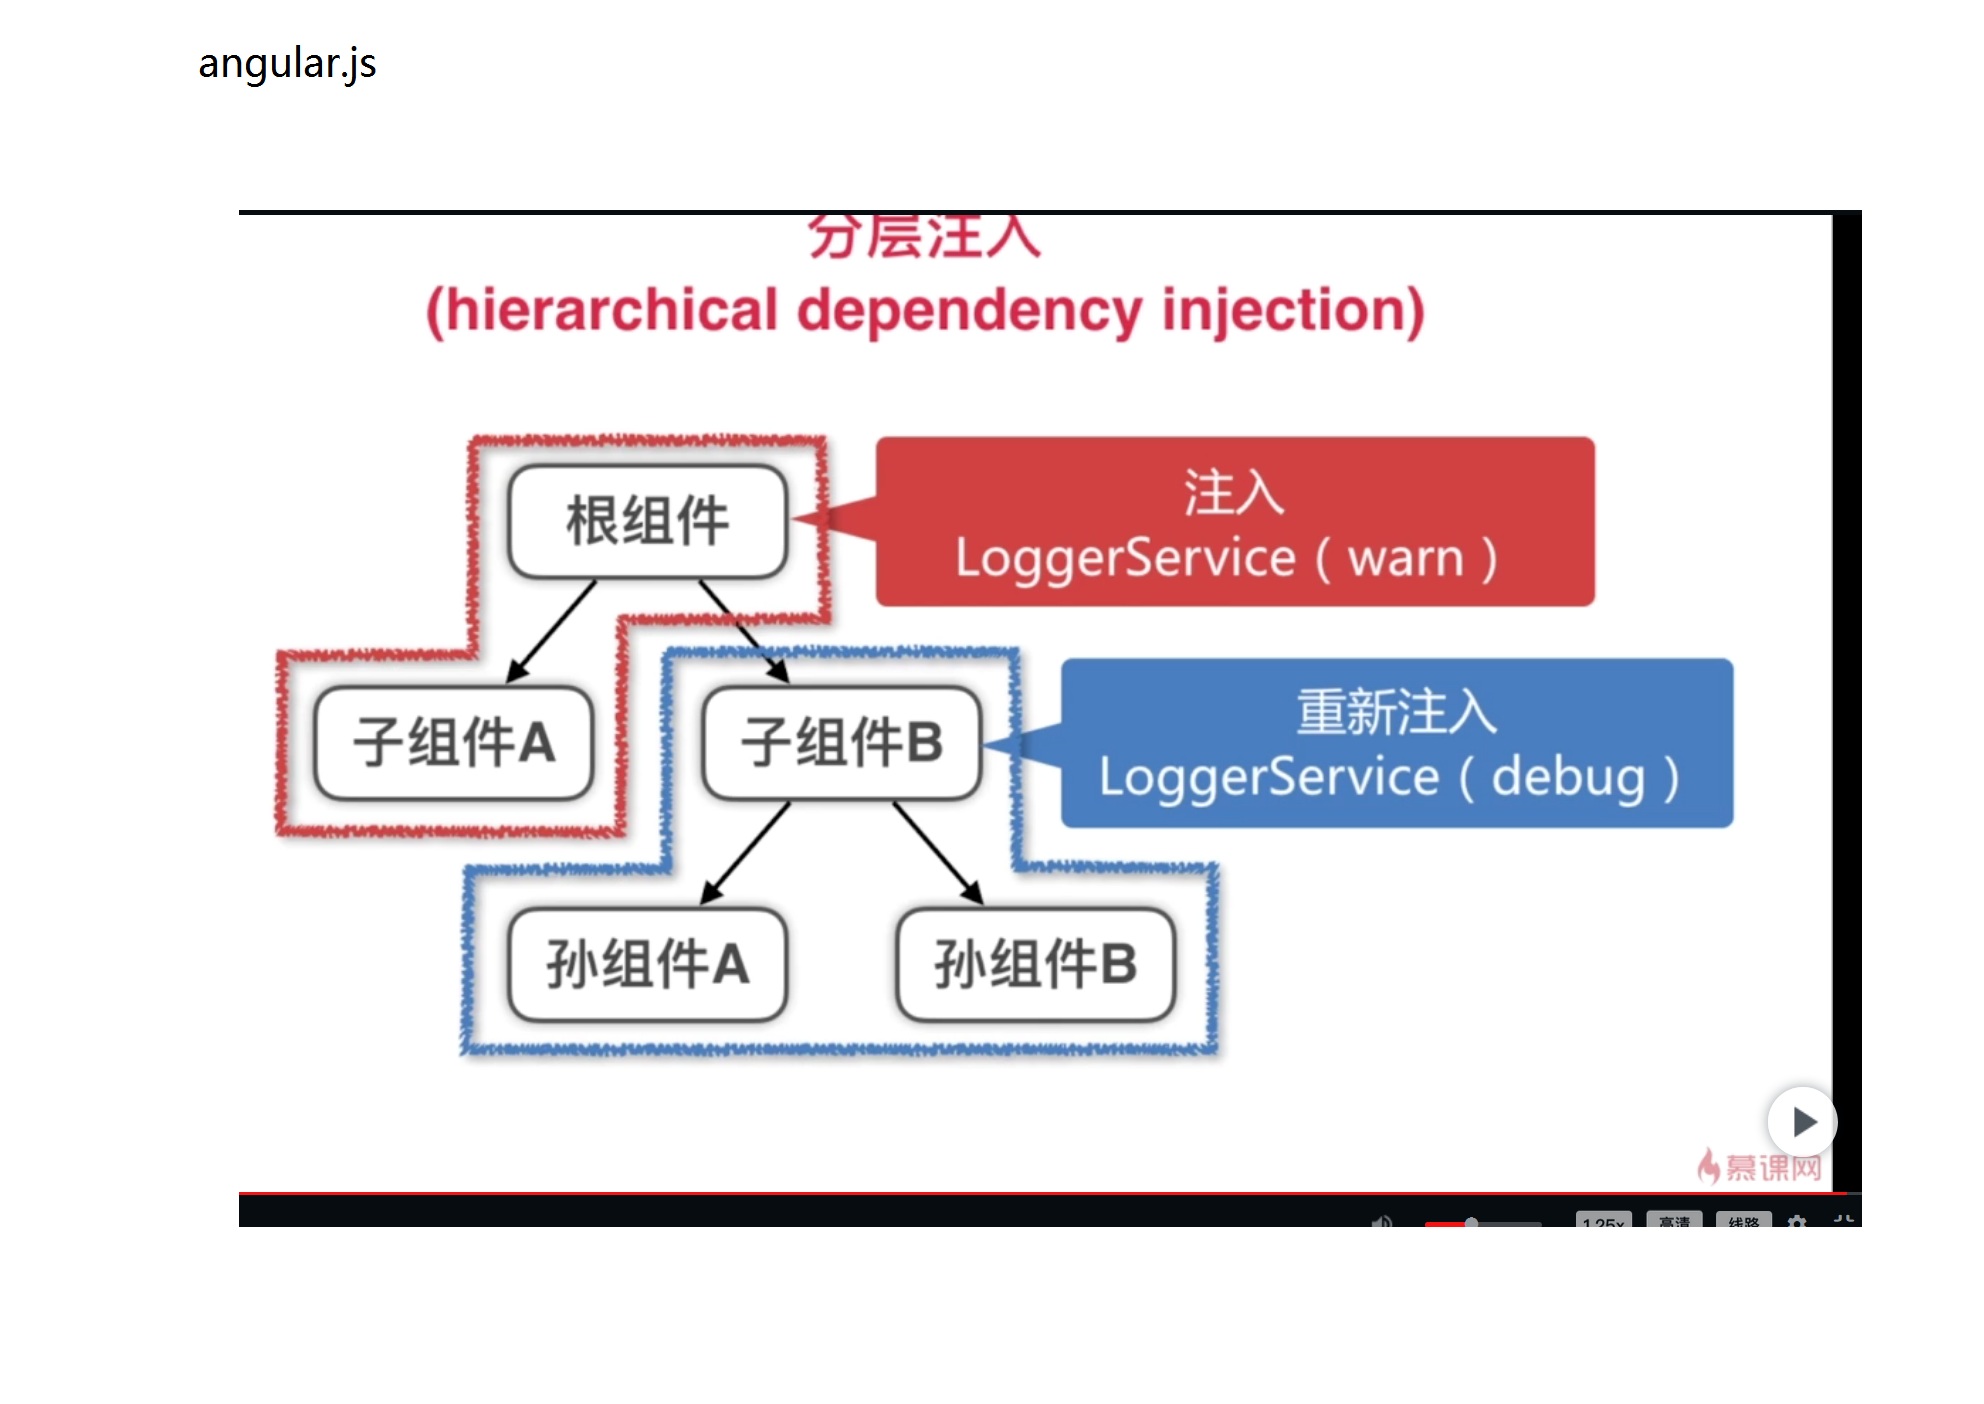 angular.js
分层注入
(hierarchical dependency injection)
根组件
注入
LoggerService（warn）
子组件A
子组件B
重新注入
LoggerService（debug）
孙组件A
孙组件B
慕课网
1.25x
高清
线路